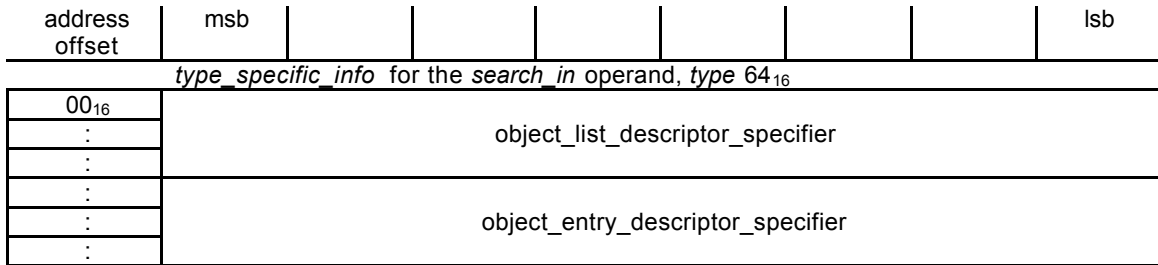 address offset msb lsb
type_specific_info for the search_in operand, type 64₁₆
00₁₆
:
object_list_descriptor_specifier
:
:
:
object_entry_descriptor_specifier
: